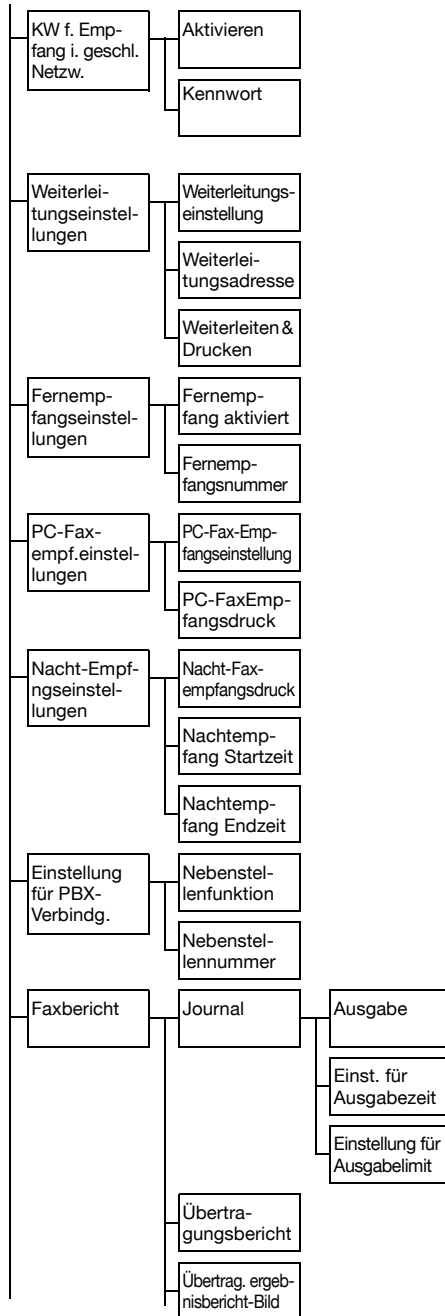 KW f. Emp-
fang i. geschl.
Netzw.
Aktivieren
Kennwort
Weiterlei-
tungseinstel-
lungen
Weiterleitungs-
einstellung
Weiterlei-
tungsadresse
Weiterleiten &
Drucken
Fernemp-
fangseinstel-
lungen
Fernemp-
fang aktiviert
Fernemp-
fangsnummer
PC-Fax-
empf.einstel-
lungen
PC-Fax-Emp-
fangseinstellung
PC-FaxEmp-
fangsdruck
Nacht-Empf-
ngseinstel-
lungen
Nacht-Fax-
empfangsdruck
Nachtemp-
fang Startzeit
Nachtemp-
fang Endzeit
Einstellung
für PBX-
Verbindg.
Nebenstel-
lenfunktion
Nebenstel-
lennummer
Faxbericht
Journal
Ausgabe
Einst. für
Ausgabezeit
Einstellung für
Ausgabelimit
Übertra-
gungsbericht
Übertrag. ergeb-
nisbericht-Bild